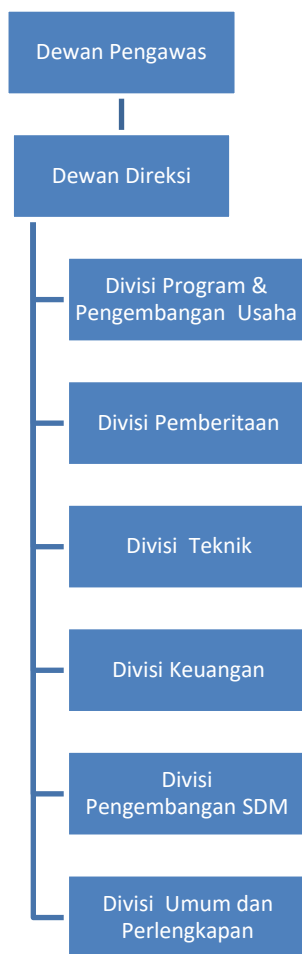 Dewan Pengawas
Dewan Direksi
Divisi Program &
Pengembangan Usaha
Divisi Pemberitaan
Divisi Teknik
Divisi Keuangan
Divisi
Pengembangan SDM
Divisi Umum dan
Perlengkapan